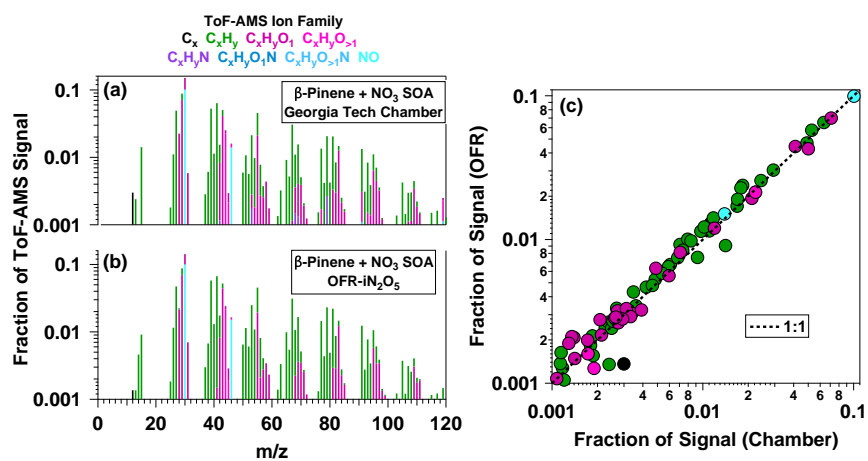 ToF-AMS Ion Family
Cx CxHy CxHyO1 CxHyO>1
CxHyN CxHyO1N CxHyO>1N NO
(a)
β-Pinene + NO3 SOA
Georgia Tech Chamber
0.1
0.01
0.001
(b)
β-Pinene + NO3 SOA
OFR-iN2O5
0.1
0.01
0.001
Fraction of ToF-AMS Signal
0 20 40 60 80 100 120
m/z
(c)
Fraction of Signal (OFR)
0.1
8
6
4
2
0.01
8
6
4
2
0.001
1:1
0.001 2 4 6 8 0.01 2 4 6 8 0.1
Fraction of Signal (Chamber)